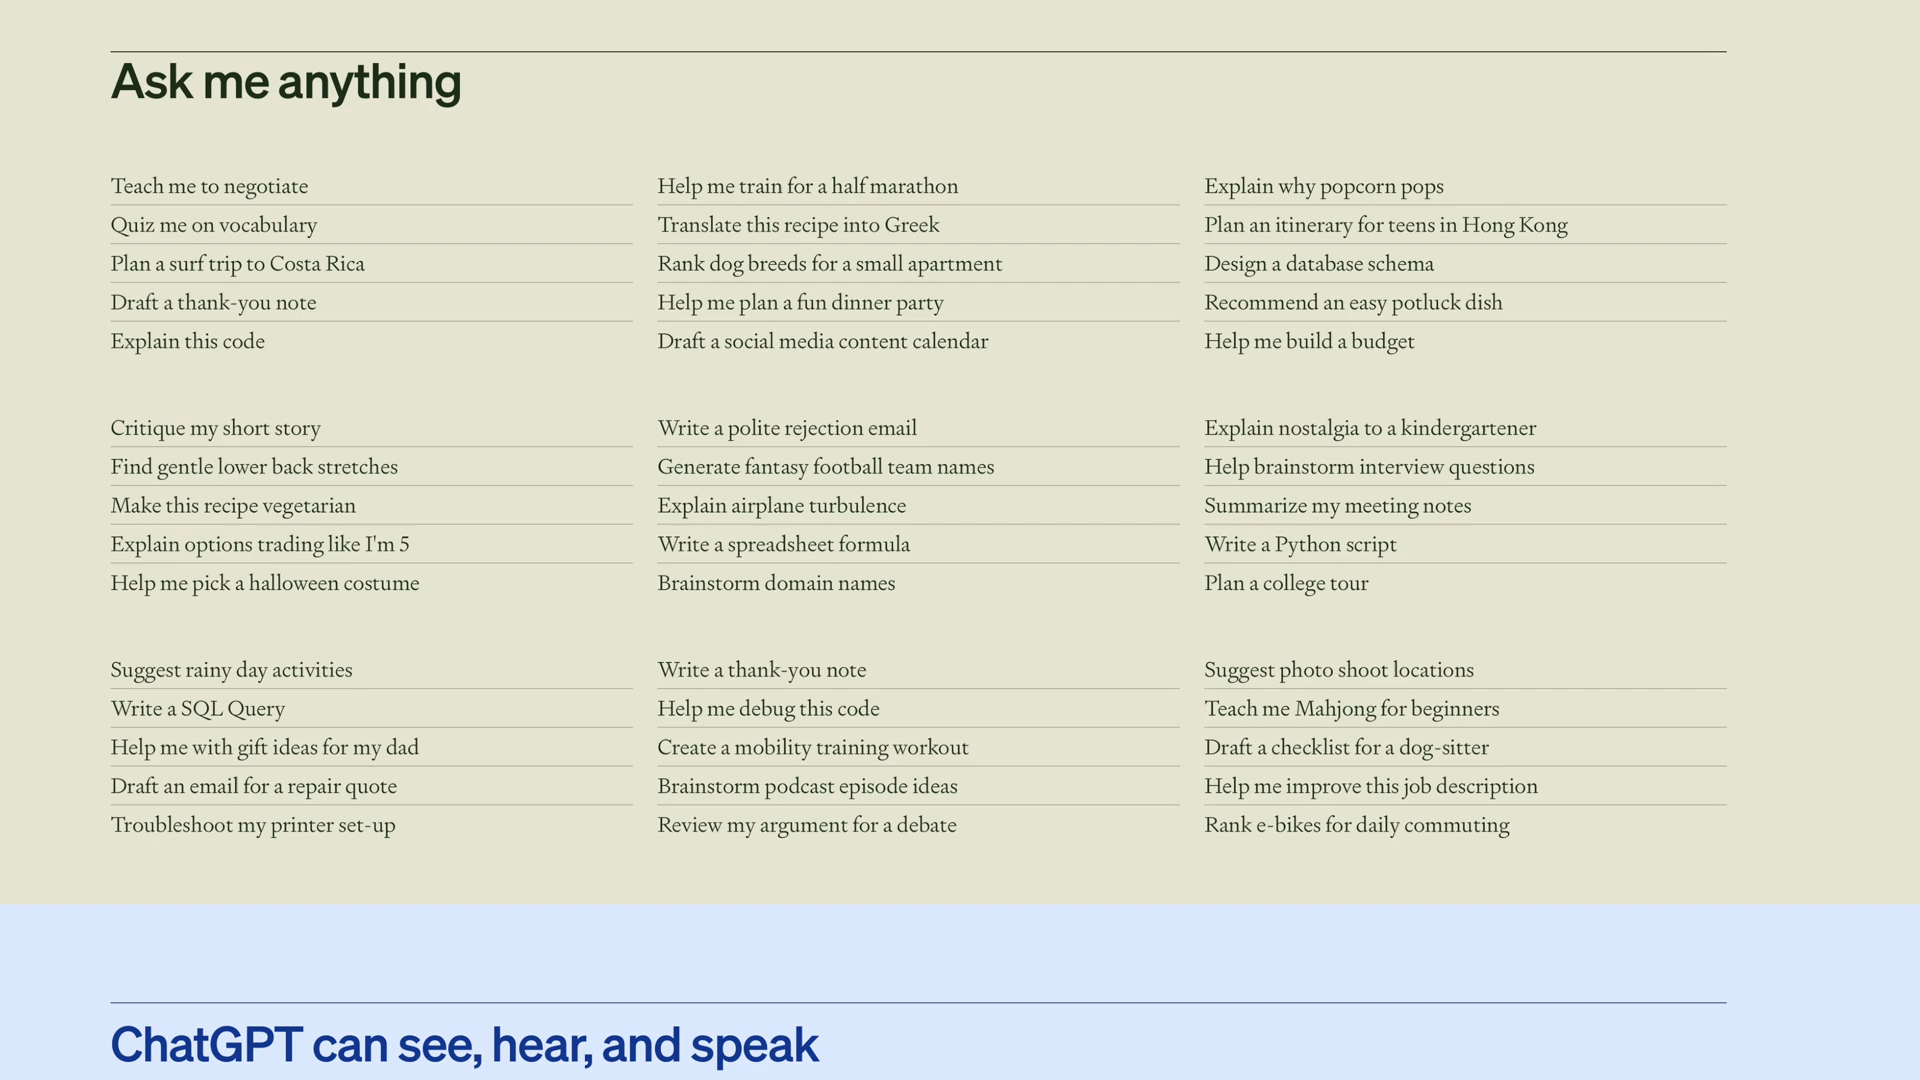 Ask me anything
Teach me to negotiate
Quiz me on vocabulary
Plan a surf trip to Costa Rica
Draft a thank-you note
Explain this code
Help me train for a half marathon
Translate this recipe into Greek
Rank dog breeds for a small apartment
Help me plan a fun dinner party
Draft a social media content calendar
Explain why popcorn pops
Plan an itinerary for teens in Hong Kong
Design a database schema
Recommend an easy potluck dish
Help me build a budget
Critique my short story
Find gentle lower back stretches
Make this recipe vegetarian
Explain options trading like I'm 5
Help me pick a halloween costume
Write a polite rejection email
Generate fantasy football team names
Explain airplane turbulence
Write a spreadsheet formula
Brainstorm domain names
Explain nostalgia to a kindergartener
Help brainstorm interview questions
Summarize my meeting notes
Write a Python script
Plan a college tour
Suggest rainy day activities
Write a SQL Query
Help me with gift ideas for my dad
Draft an email for a repair quote
Troubleshoot my printer set-up
Write a thank-you note
Help me debug this code
Create a mobility training workout
Brainstorm podcast episode ideas
Review my argument for a debate
Suggest photo shoot locations
Teach me Mahjong for beginners
Draft a checklist for a dog-sitter
Help me improve this job description
Rank e-bikes for daily commuting
ChatGPT can see, hear, and speak